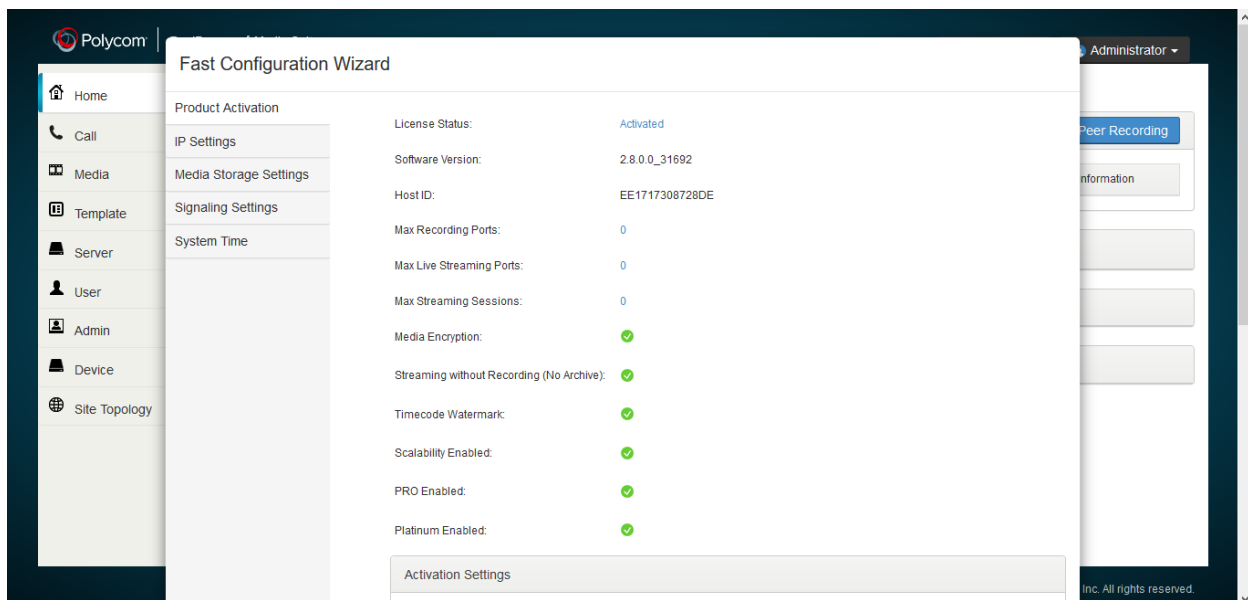 Polycom
Administrator
Fast Configuration Wizard
Home
Call
Media
Template
Server
User
Admin
Device
Site Topology
Product Activation
IP Settings
Media Storage Settings
Signaling Settings
System Time
License Status: Activated
Software Version: 2.8.0.0_31692
Host ID: EE1717308728DE
Max Recording Ports: 0
Max Live Streaming Ports: 0
Max Streaming Sessions: 0
Media Encryption:
Streaming without Recording (No Archive):
Timecode Watermark:
Scalability Enabled:
PRO Enabled:
Platinum Enabled:
Activation Settings
Peer Recording
nformation
Inc. All rights reserved.